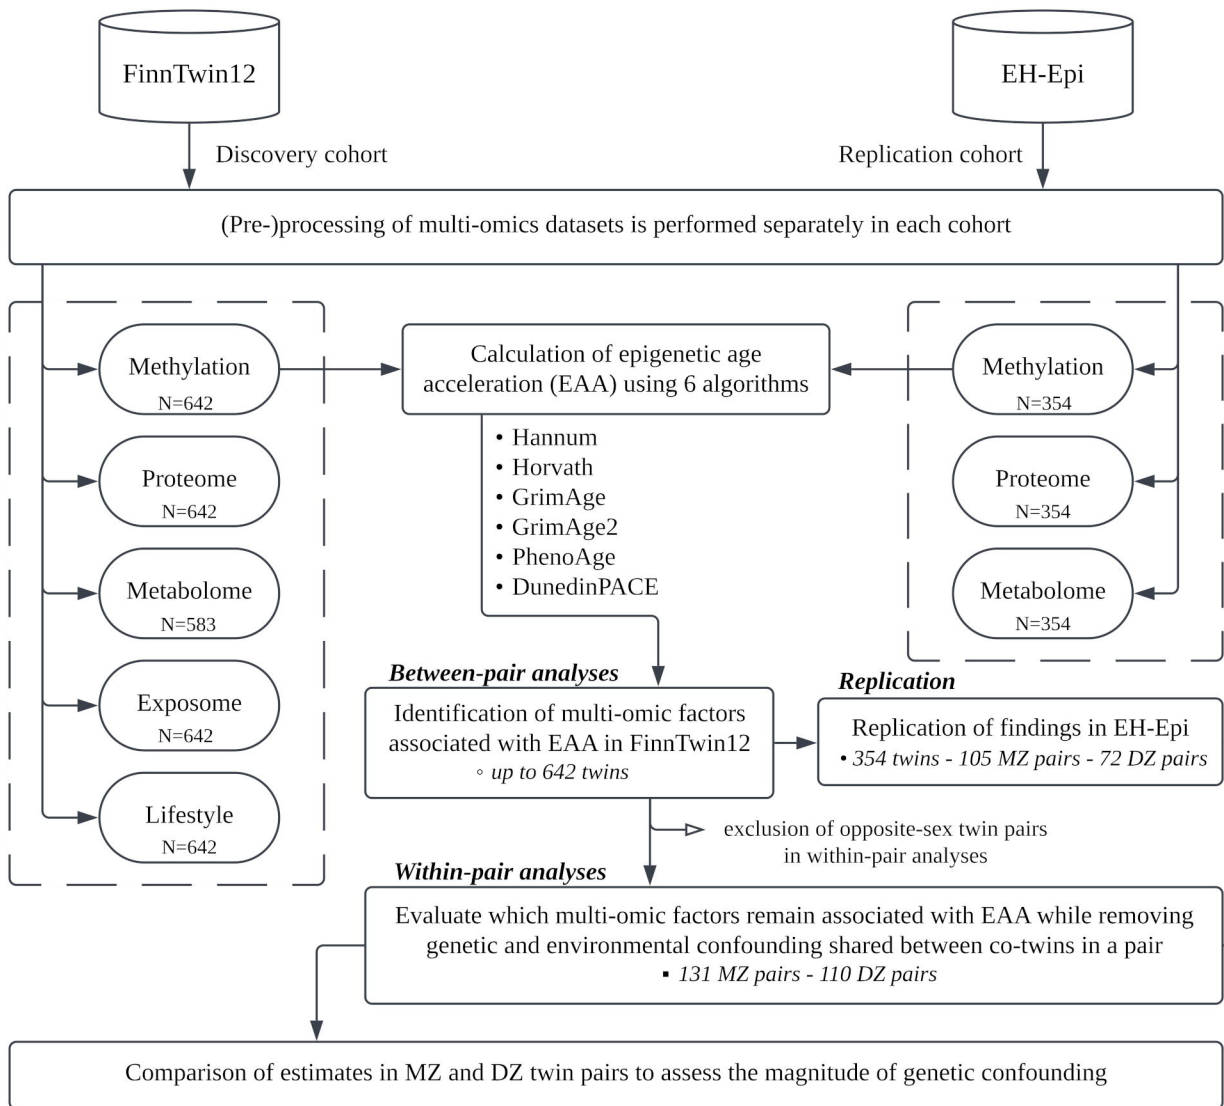 FinnTwin12
EH-Epi
Discovery cohort
Replication cohort
(Pre-)processing of multi-omics datasets is performed separately in each cohort
Methylation
N=642
Proteome
N=642
Metabolome
N=583
Exposome
N=642
Lifestyle
N=642
Calculation of epigenetic age
acceleration (EAA) using 6 algorithms
• Hannum
• Horvath
• GrimAge
• GrimAge2
• PhenoAge
• DunedinPACE
Methylation
N=354
Proteome
N=354
Metabolome
N=354
Between-pair analyses
Identification of multi-omic factors
associated with EAA in FinnTwin12
◦ up to 642 twins
Replication
Replication of findings in EH-Epi
• 354 twins - 105 MZ pairs - 72 DZ pairs
exclusion of opposite-sex twin pairs
in within-pair analyses
Within-pair analyses
Evaluate which multi-omic factors remain associated with EAA while removing
genetic and environmental confounding shared between co-twins in a pair
▪ 131 MZ pairs - 110 DZ pairs
Comparison of estimates in MZ and DZ twin pairs to assess the magnitude of genetic confounding